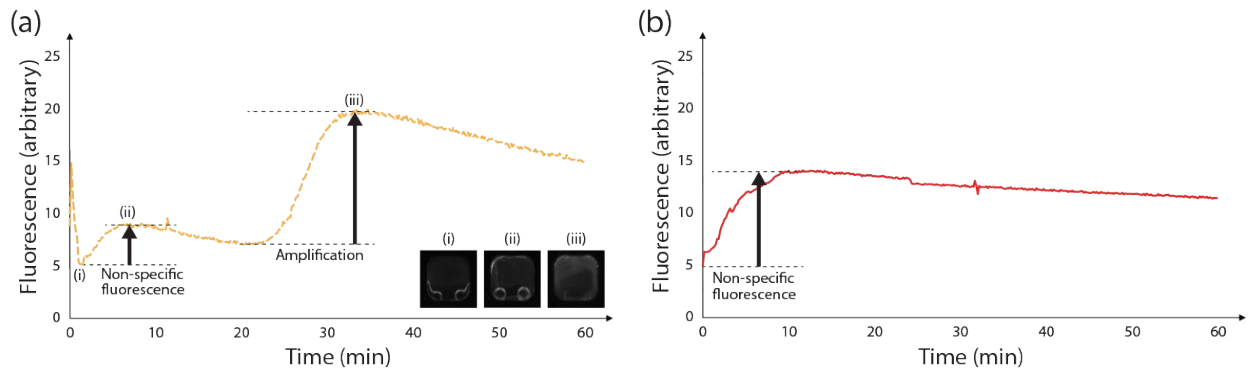 (a)
Fluorescence (arbitrary)
25
20
15
10
5
0
(i)
(ii)
Non-specific
fluorescence
(iii)
Amplification
(i)
(ii)
(iii)
0
10
20
30
40
50
60
Time (min)
(b)
Fluorescence (arbitrary)
25
20
15
10
5
0
Non-specific
fluorescence
0
10
20
30
40
50
60
Time (min)